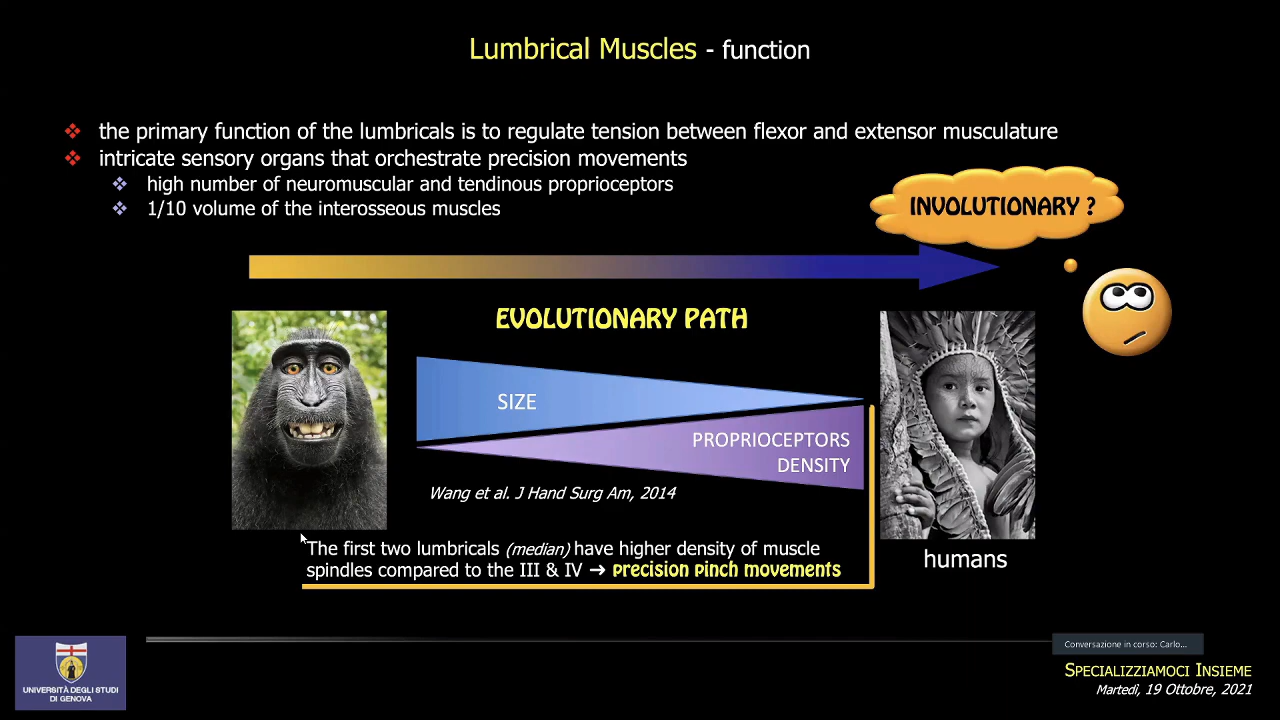 Lumbrical Muscles - function
the primary function of the lumbricals is to regulate tension between flexor and extensor musculature
intricate sensory organs that orchestrate precision movements
high number of neuromuscular and tendinous proprioceptors
1/10 volume of the interosseous muscles
INVOLUTIONARY ?
EVOLUTIONARY PATH
SIZE
PROPRIOCEPTORS
DENSITY
Wang et al. J Hand Surg Am, 2014
The first two lumbricals (median) have higher density of muscle
spindles compared to the III & IV → precision pinch movements
humans
UNIVERSITÀ DEGLI STUDI
DI GENOVA
Conversazione in corso: Carlo...
SPECIALIZZIAMOCI INSIEME
Martedì, 19 Ottobre, 2021